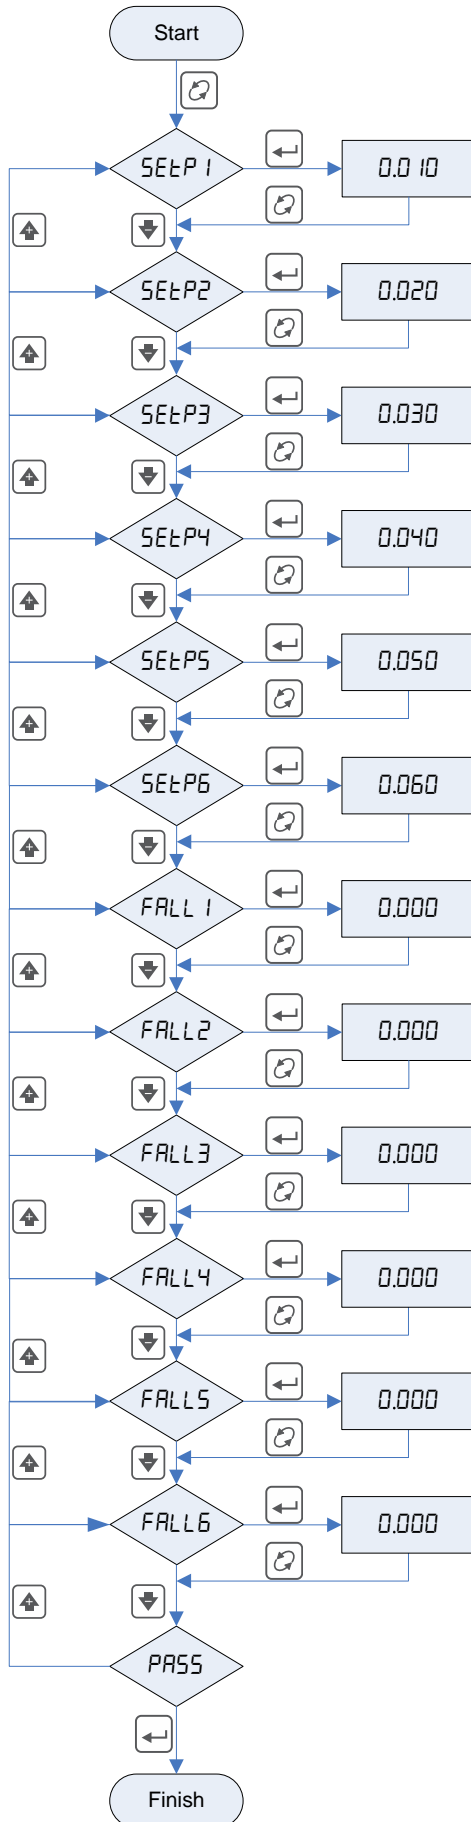 Start
SEtP1
0.010
SEtP2
0.020
SEtP3
0.030
SEtP4
0.040
SEtP5
0.050
SEtP6
0.060
FALL1
0.000
FALL2
0.000
FALL3
0.000
FALL4
0.000
FALL5
0.000
FALL6
0.000
PASS
Finish